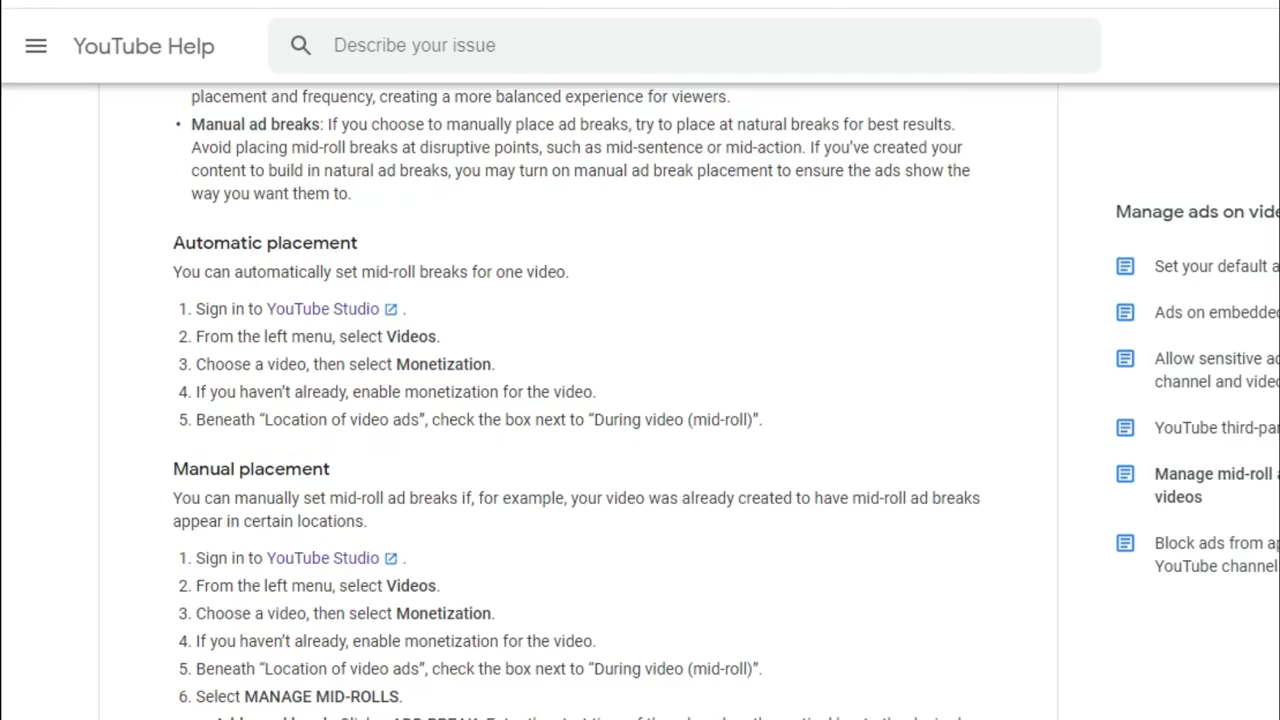 YouTube Help
Describe your issue
placement and frequency, creating a more balanced experience for viewers.
• Manual ad breaks: If you choose to manually place ad breaks, try to place at natural breaks for best results.
Avoid placing mid-roll breaks at disruptive points, such as mid-sentence or mid-action. If you’ve created your
content to build in natural ad breaks, you may turn on manual ad break placement to ensure the ads show the
way you want them to.
Automatic placement
You can automatically set mid-roll breaks for one video.
1. Sign in to YouTube Studio .
2. From the left menu, select Videos.
3. Choose a video, then select Monetization.
4. If you haven’t already, enable monetization for the video.
5. Beneath “Location of video ads”, check the box next to “During video (mid-roll)”.
Manual placement
You can manually set mid-roll ad breaks if, for example, your video was already created to have mid-roll ad breaks
appear in certain locations.
1. Sign in to YouTube Studio .
2. From the left menu, select Videos.
3. Choose a video, then select Monetization.
4. If you haven’t already, enable monetization for the video.
5. Beneath “Location of video ads”, check the box next to “During video (mid-roll)”.
6. Select MANAGE MID-ROLLS.
Manage ads on vide
Set your default a
Ads on embedded
Allow sensitive ad
channel and video
YouTube third-par
Manage mid-roll a
videos
Block ads from ap
YouTube channel